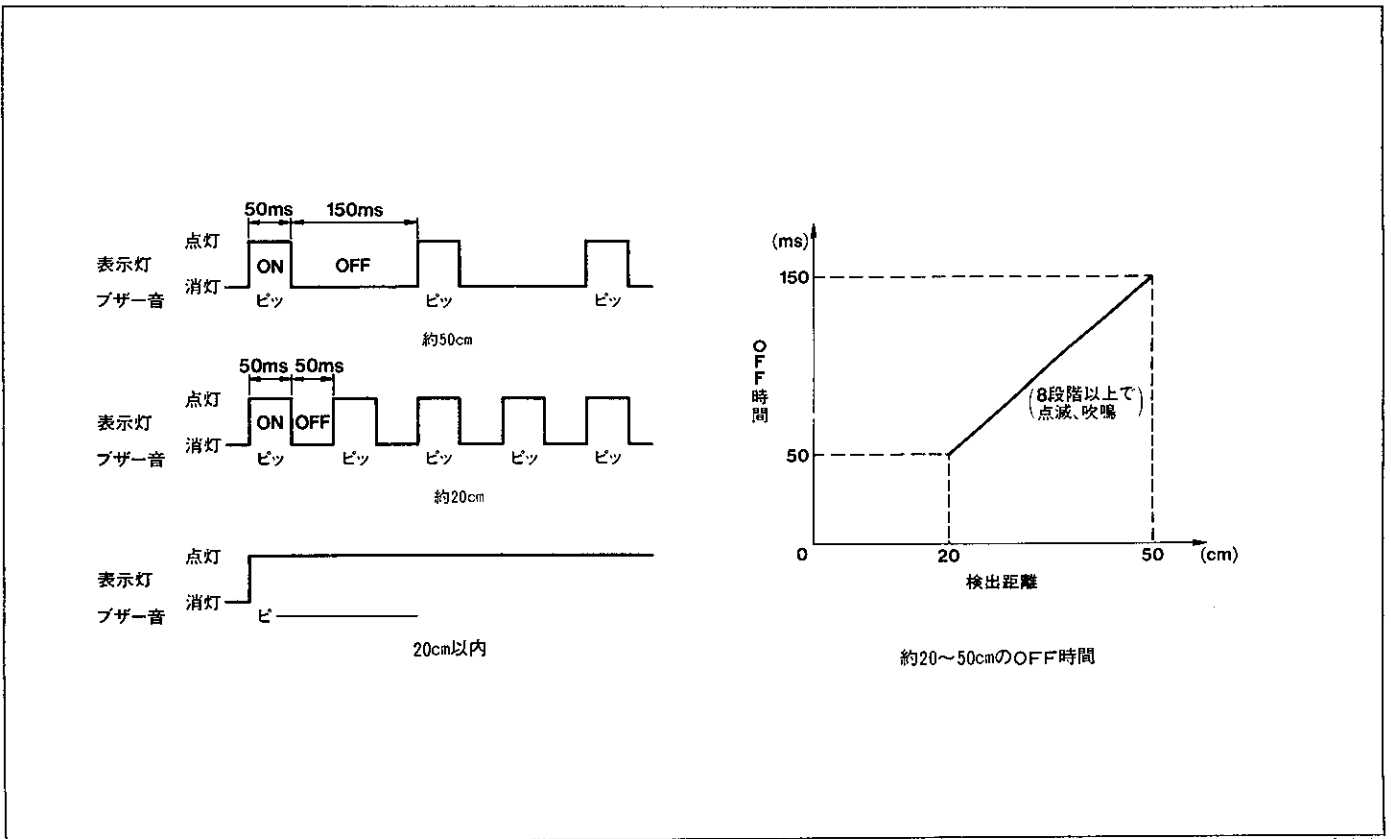 50ms 150ms
点灯
表示灯 ON OFF
消灯
ブザー音 ピッ ピッ ピッ
約50cm
50ms 50ms
点灯
表示灯 ON OFF
消灯
ブザー音 ピッ ピッ ピッ ピッ ピッ
約20cm
点灯
表示灯
消灯
ブザー音 ピ
20cm以内
(ms)
150
OFF時間
(8段階以上で
点滅、吹鳴)
50
0 20 50 (cm)
検出距離
約20～50cmのOFF時間